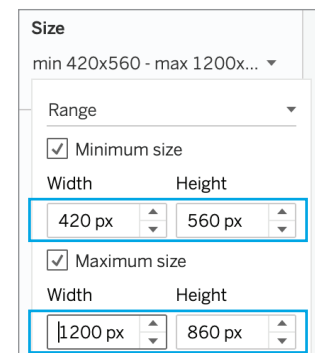 Size
min 420x560 - max 1200x...
Range
Minimum size
Width Height
420 px 560 px
Maximum size
Width Height
1200 px 860 px